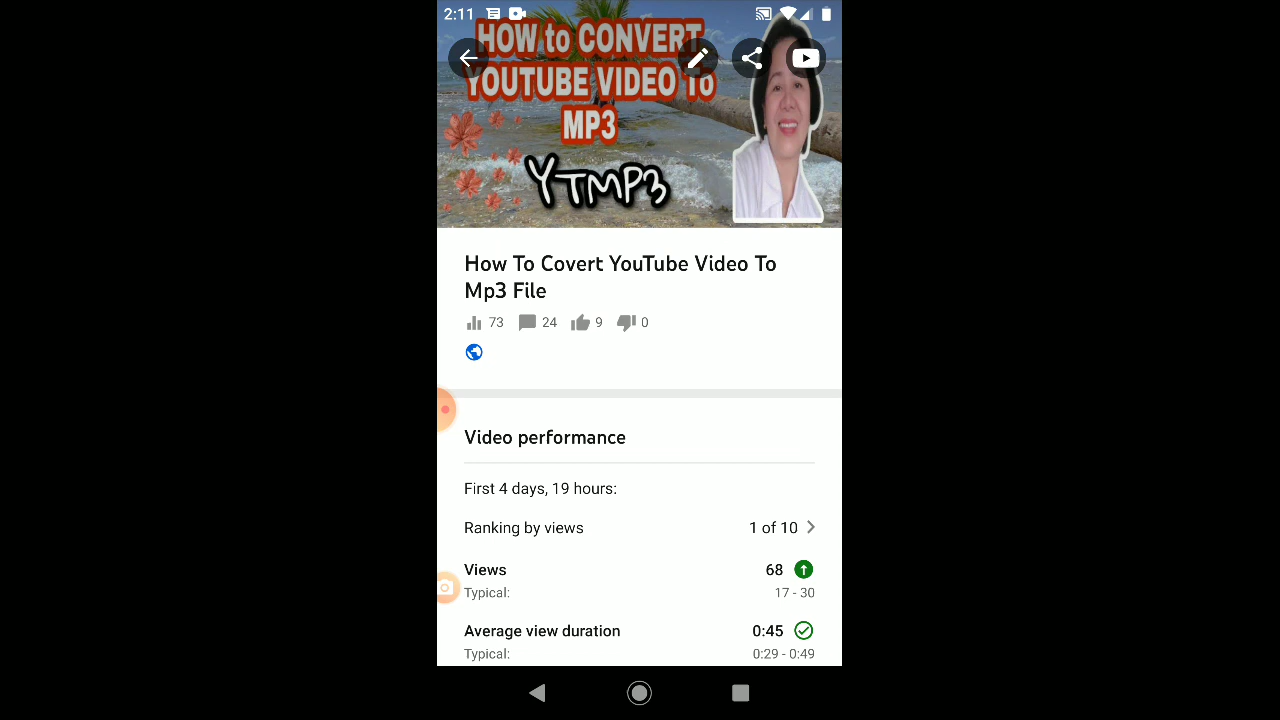 2:11
HOW to CONVERT
YOUTUBE VIDEO To
MP3
YTMP3
How To Covert YouTube Video To
Mp3 File
73 24 9 0
Video performance
First 4 days, 19 hours:
Ranking by views 1 of 10
Views 68
Typical: 17 - 30
Average view duration 0:45
Typical: 0:29 - 0:49